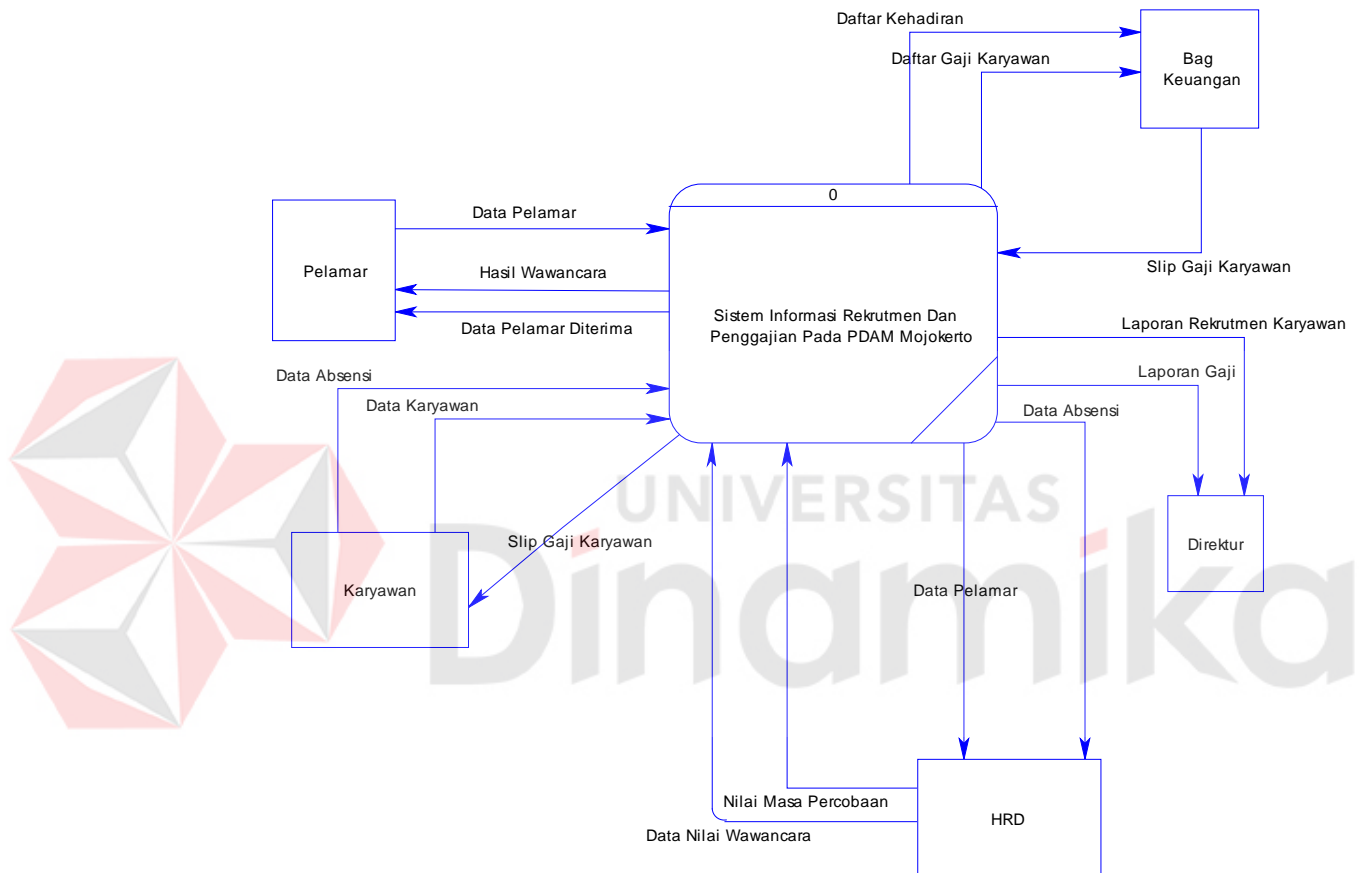 Daftar Kehadiran
Daftar Gaji Karyawan
Bag
Keuangan
0
Data Pelamar
Pelamar
Hasil Wawancara
Slip Gaji Karyawan
Sistem Informasi Rekrutmen Dan
Penggajian Pada PDAM Mojokerto
Data Pelamar Diterima
Laporan Rekrutmen Karyawan
Data Absensi
Laporan Gaji
Data Karyawan
Data Absensi
UNIVERSITAS
Dinamika
Slip Gaji Karyawan
Direktur
Karyawan
Data Pelamar
Nilai Masa Percobaan
HRD
Data Nilai Wawancara